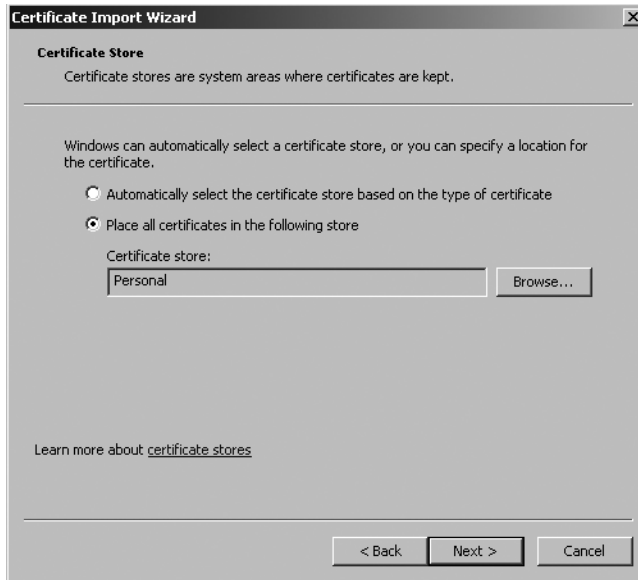 Certificate Import Wizard
Certificate Store
Certificate stores are system areas where certificates are kept.
Windows can automatically select a certificate store, or you can specify a location for
the certificate.
Automatically select the certificate store based on the type of certificate
Place all certificates in the following store
Certificate store:
Personal
Browse...
Learn more about certificate stores
< Back
Next >
Cancel